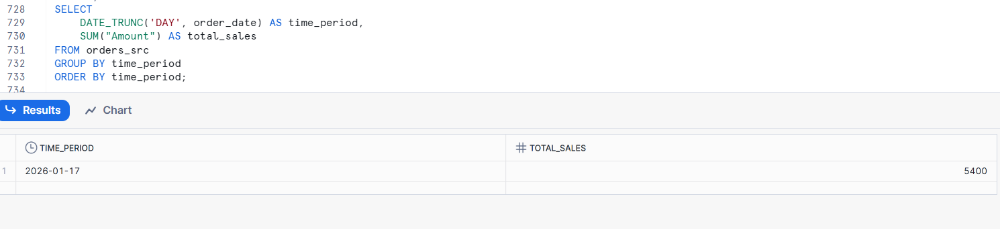 728 SELECT
729 DATE_TRUNC('DAY', order_date) AS time_period,
730 SUM("Amount") AS total_sales
731 FROM orders_src
732 GROUP BY time_period
733 ORDER BY time_period;
734
Results Chart
TIME_PERIOD TOTAL_SALES
1 2026-01-17 5400